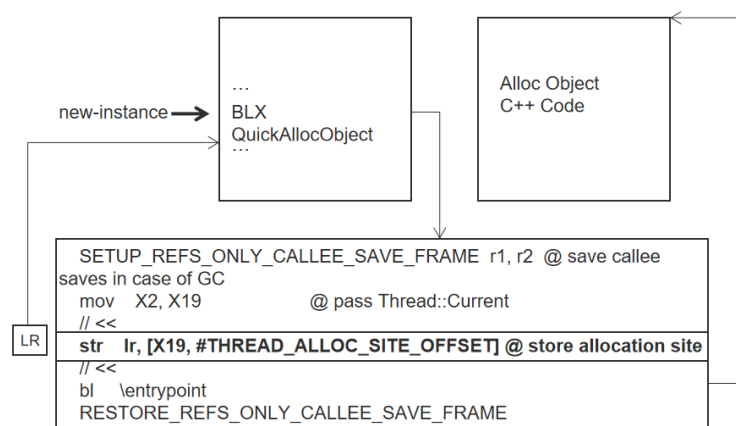 ...
new-instance
BLX
QuickAllocObject
...
Alloc Object
C++ Code
SETUP_REFS_ONLY_CALLEE_SAVE_FRAME r1, r2 @ save callee
saves in case of GC
mov X2, X19 @ pass Thread::Current
// <<
LR
str lr, [X19, #THREAD_ALLOC_SITE_OFFSET] @ store allocation site
// <<
bl \entrypoint
RESTORE_REFS_ONLY_CALLEE_SAVE_FRAME